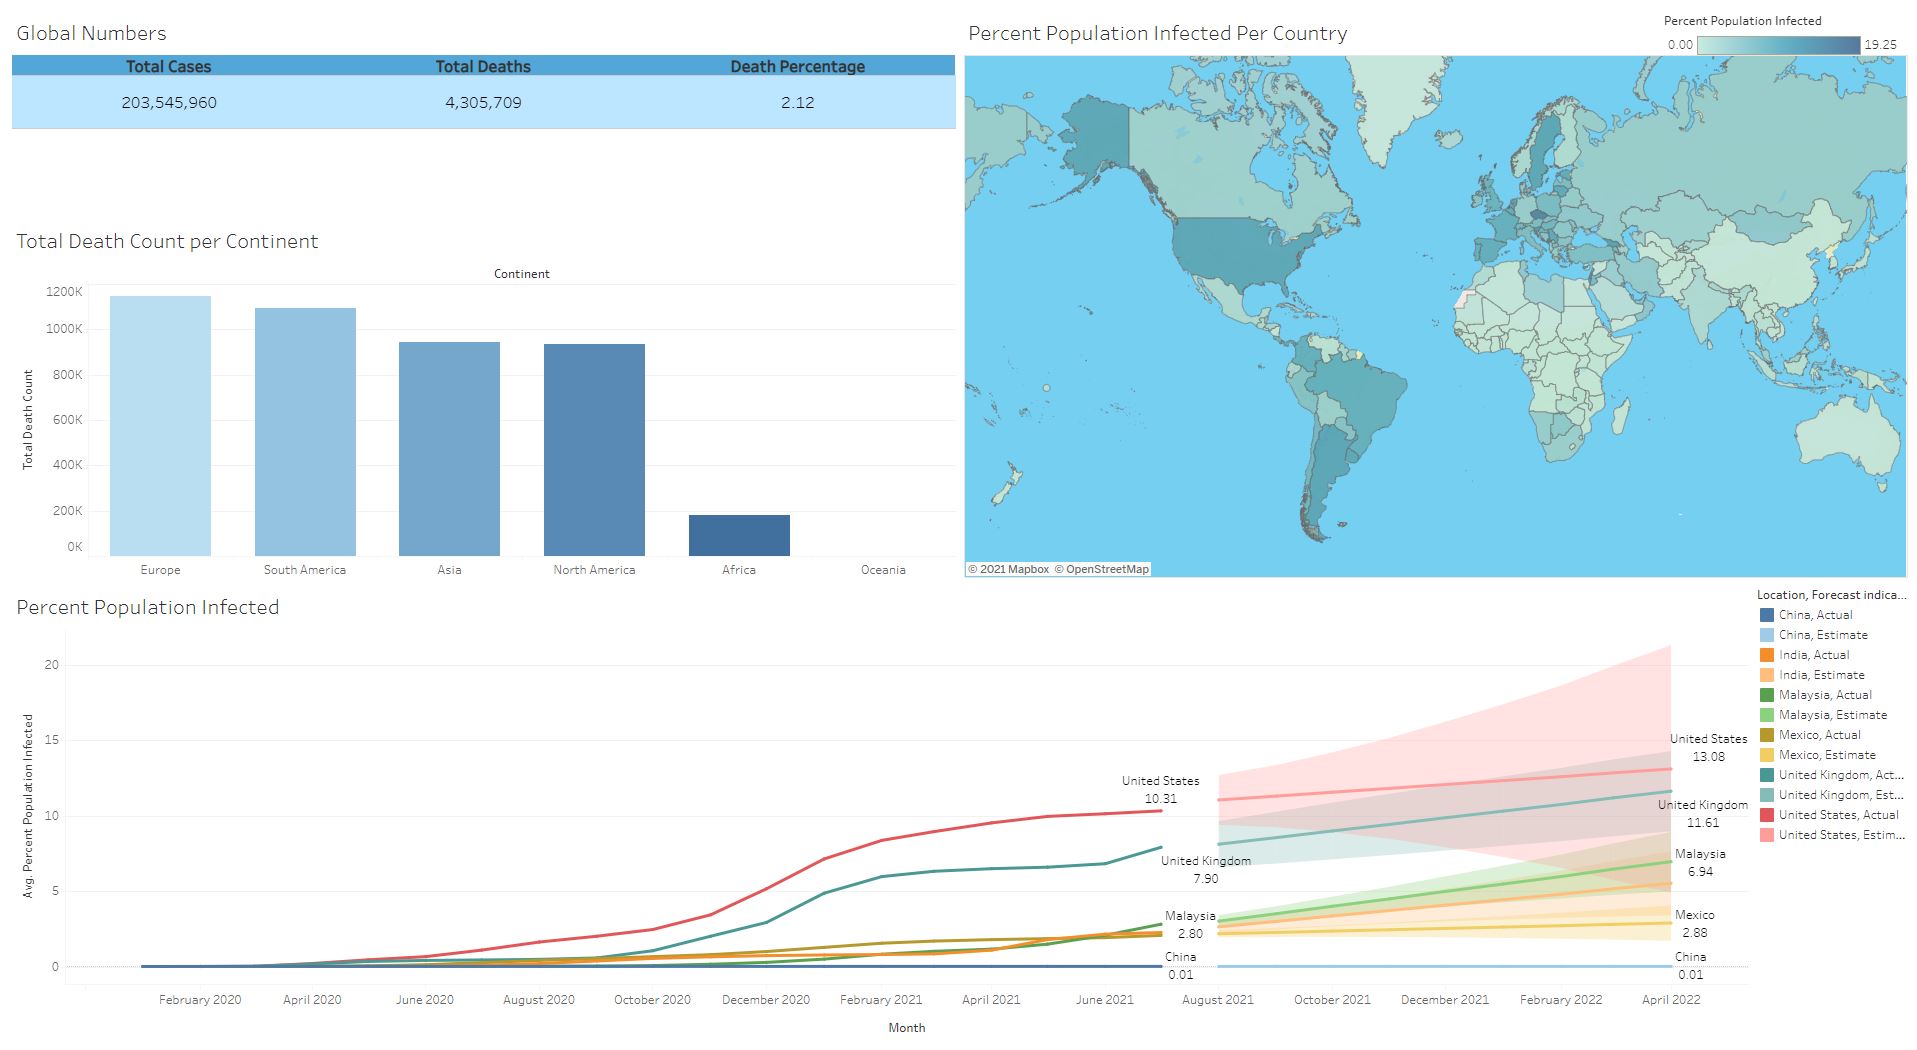 Global Numbers
Total Cases Total Deaths Death Percentage
203,545,960 4,305,709 2.12
Percent Population Infected Per Country
Percent Population Infected
0.00 19.25
© 2021 Mapbox © OpenStreetMap
Total Death Count per Continent
Continent
Total Death Count
1200K
1000K
800K
600K
400K
200K
0K
Europe South America Asia North America Africa Oceania
Percent Population Infected
Avg. Percent Population Infected
20
15
10
5
0
United States
10.31
United Kingdom
7.90
Malaysia
2.80
China
0.01
United States
13.08
United Kingdom
11.61
Malaysia
6.94
Mexico
2.88
China
0.01
February 2020 April 2020 June 2020 August 2020 October 2020 December 2020 February 2021 April 2021 June 2021 August 2021 October 2021 December 2021 February 2022 April 2022
Month
Location, Forecast indica...
China, Actual
China, Estimate
India, Actual
India, Estimate
Malaysia, Actual
Malaysia, Estimate
Mexico, Actual
Mexico, Estimate
United Kingdom, Act...
United Kingdom, Est...
United States, Actual
United States, Estim...